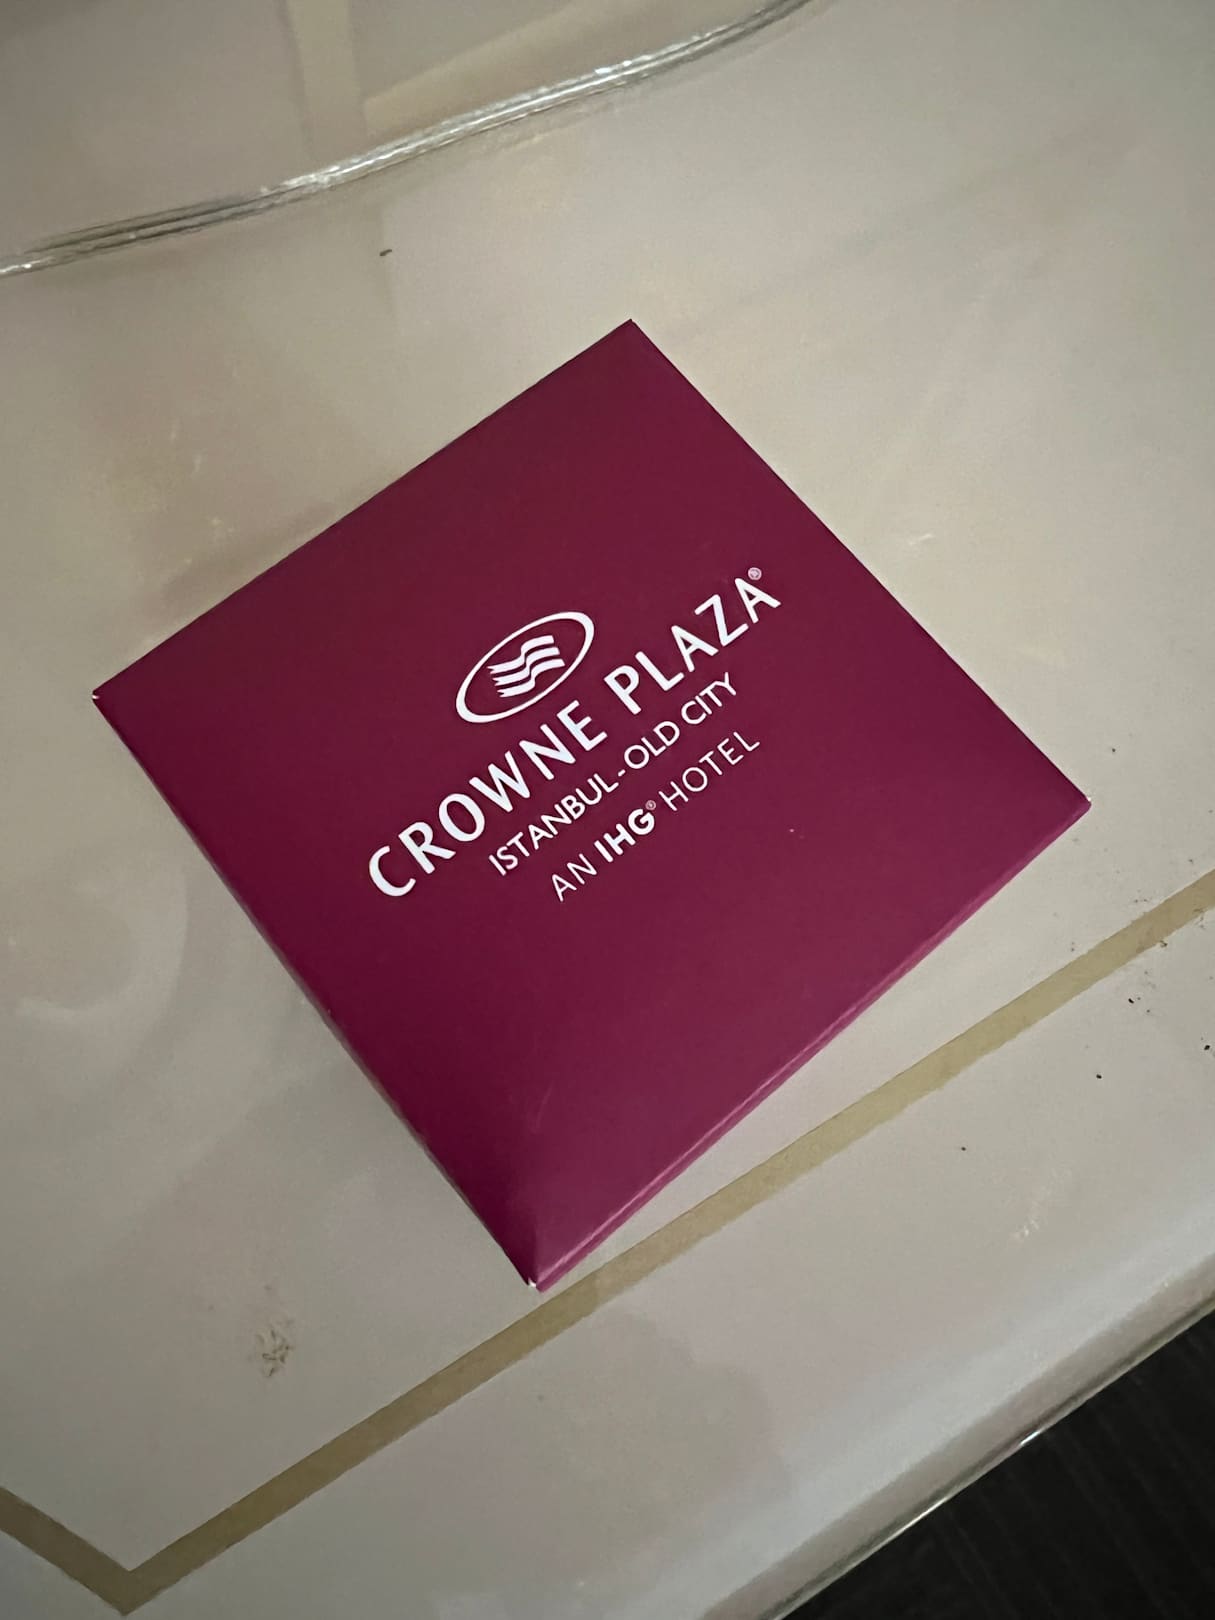 CROWNE PLAZA®
ISTANBUL - OLD CITY
AN IHG® HOTEL